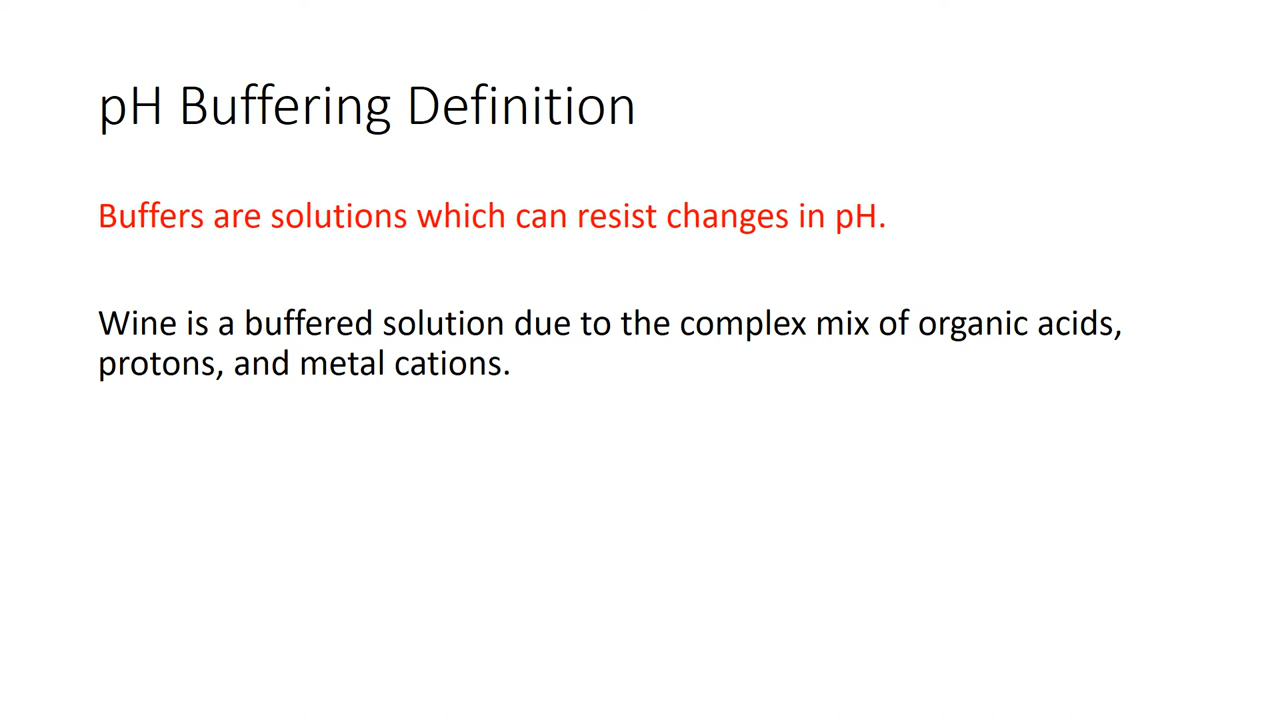 pH Buffering Definition
Buffers are solutions which can resist changes in pH.
Wine is a buffered solution due to the complex mix of organic acids,
protons, and metal cations.